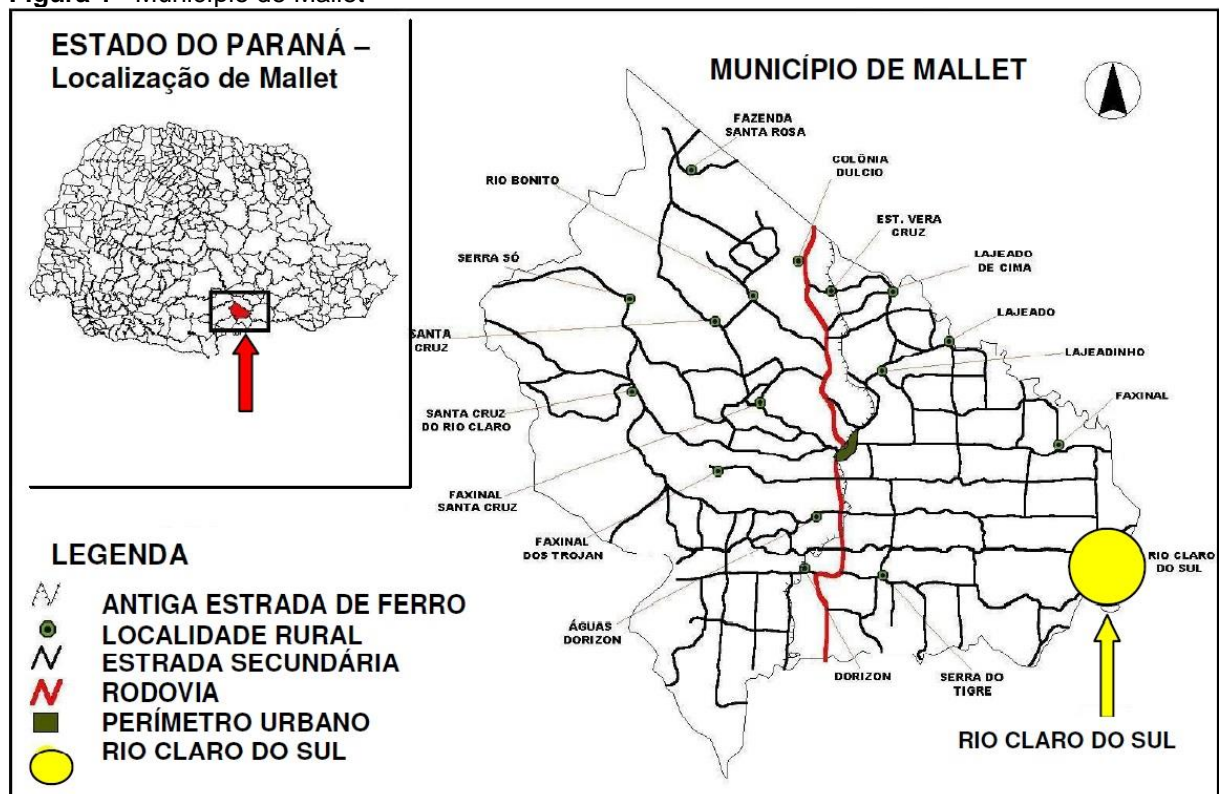 Figura 1 - Município de Mallet
ESTADO DO PARANÁ –
Localização de Mallet
MUNICÍPIO DE MALLET
FAZENDA
SANTA ROSA
COLÔNIA
DULCIO
RIO BONITO
EST. VERA
CRUZ
SERRA SÓ
LAJEADO
DE CIMA
LAJEADO
SANTA
CRUZ
LAJEADINHO
FAXINAL
SANTA CRUZ
DO RIO CLARO
FAXINAL
SANTA CRUZ
FAXINAL
DOS TROJAN
RIO CLARO
DO SUL
ÁGUAS
DORIZON
DORIZON
SERRA DO
TIGRE
RIO CLARO DO SUL
LEGENDA
ANTIGA ESTRADA DE FERRO
LOCALIDADE RURAL
ESTRADA SECUNDÁRIA
RODOVIA
PERÍMETRO URBANO
RIO CLARO DO SUL